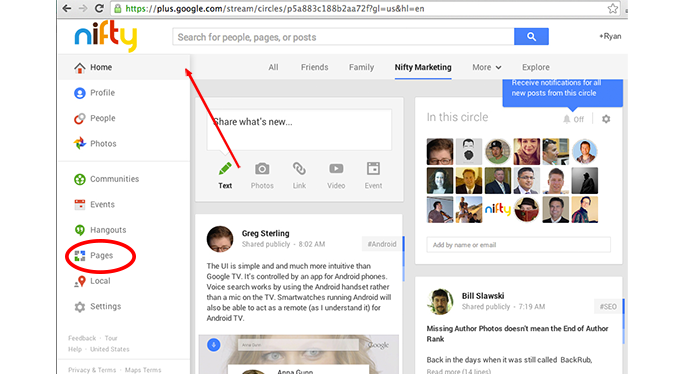 https://plus.google.com/stream/circles/p5a883c188b2aa72f?gl=us&hl=en
nifty
Search for people, pages, or posts
+Ryan
Home
All
Friends
Family
Nifty Marketing
More
Explore
Profile
People
Photos
Communities
Events
Hangouts
Pages
Local
Settings
Feedback · Tour
Help · United States
Privacy & Terms · Maps Terms
Share what's new...
Text
Photos
Link
Video
Event
Greg Sterling
Shared publicly · 8:02 AM
#Android
The UI is simple and and much more intuitive than
Google TV. It's controlled by an app for Android phones.
Voice search works by using the Android handset rather
than a mic on the TV. Smartwatches running Android will
also be able to act as a remote (as I understand it) for
Android TV.
Anna Gunn
Google
Anna Gunn
Receive notifications for all
new posts from this circle
In this circle
Off
nifty
Add by name or email
Bill Slawski
Shared publicly · 7:19 AM
#SEO
Missing Author Photos doesn't mean the End of Author
Rank
Back in the days when it was still called BackRub,
Read more (14 lines)